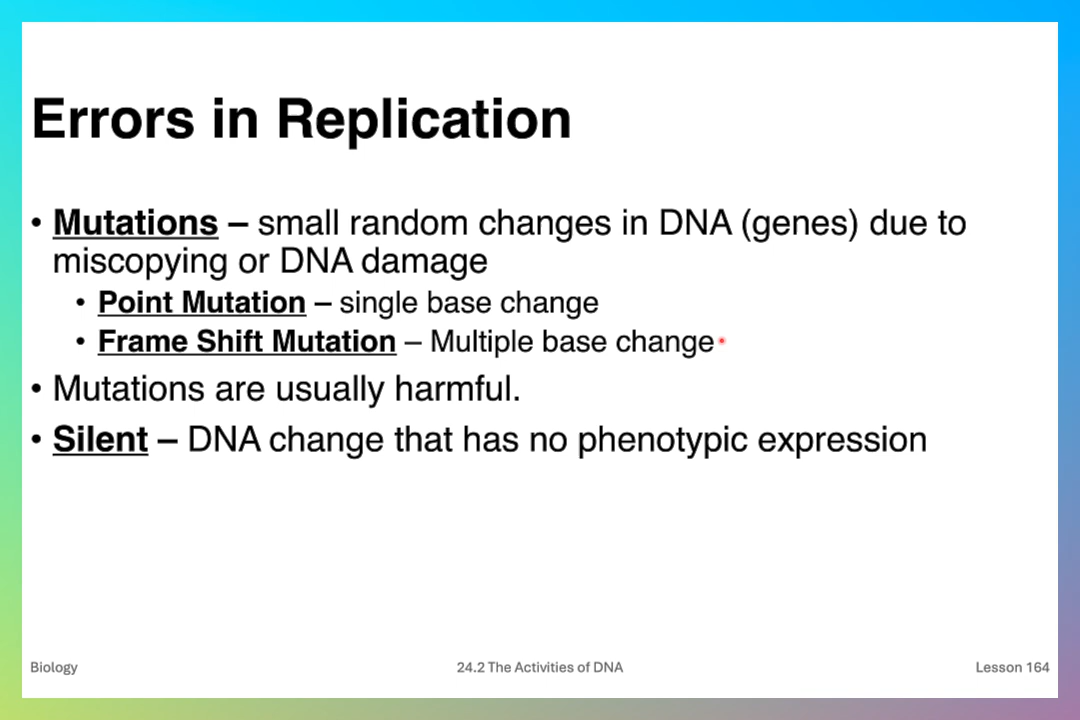 Errors in Replication
• Mutations – small random changes in DNA (genes) due to
miscopying or DNA damage
• Point Mutation – single base change
• Frame Shift Mutation – Multiple base change
• Mutations are usually harmful.
• Silent – DNA change that has no phenotypic expression
Biology
24.2 The Activities of DNA
Lesson 164